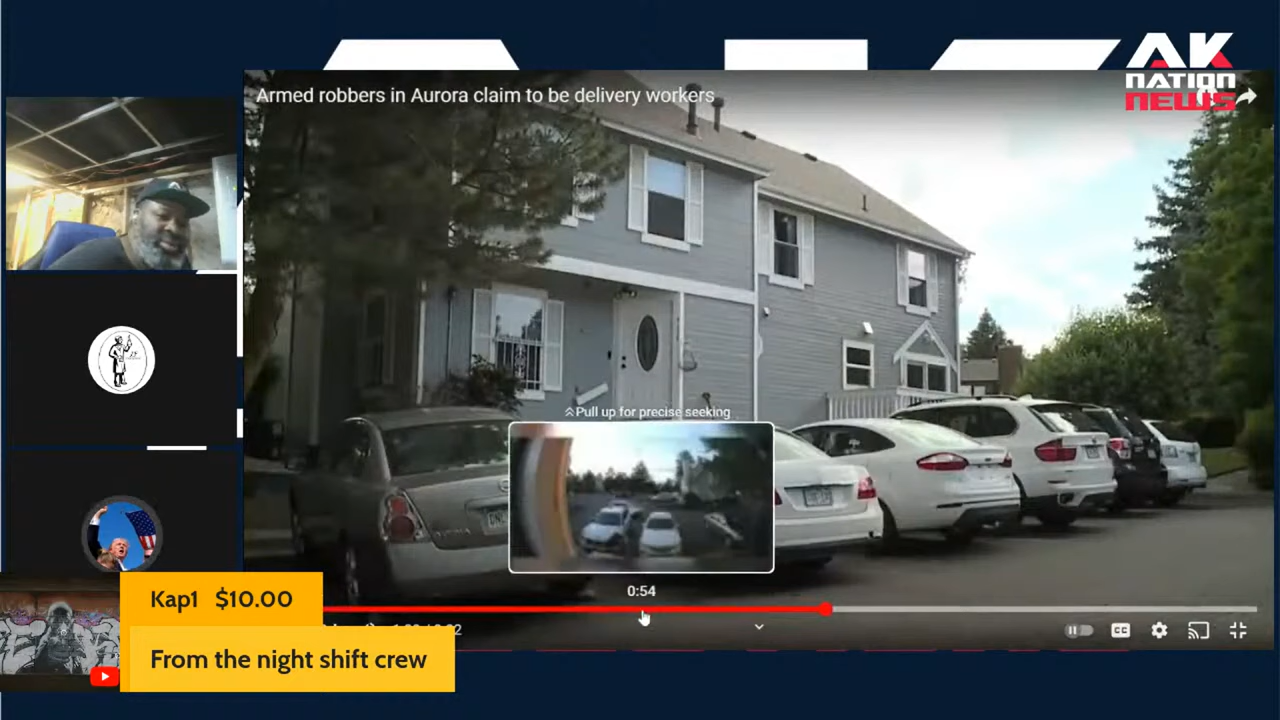 AK
NATION
NEWS
Armed robbers in Aurora claim to be delivery workers
Pull up for precise seeking
0:54
CC
Kap1 $10.00
From the night shift crew